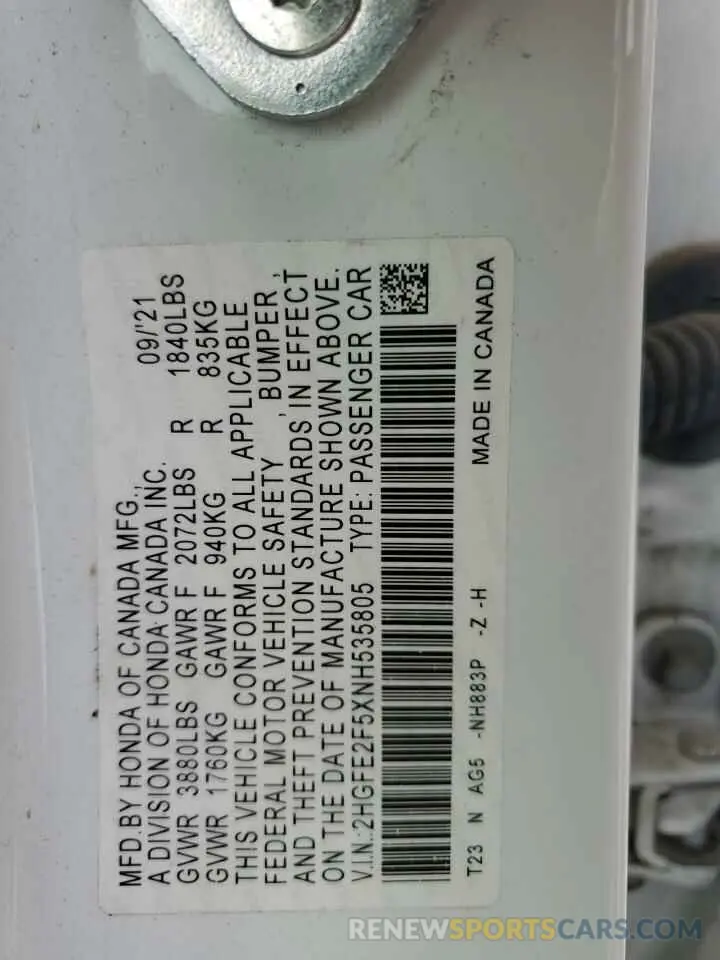 MFD.BY HONDA OF CANADA MFG., 09/'21
A DIVISION OF HONDA CANADA INC.
GVWR 3880LBS GAWR F 2072LBS R 1840LBS
GVWR 1760KG GAWR F 940KG R 835KG
THIS VEHICLE CONFORMS TO ALL APPLICABLE
FEDERAL MOTOR VEHICLE SAFETY , BUMPER ,
AND THEFT PREVENTION STANDARDS IN EFFECT
ON THE DATE OF MANUFACTURE SHOWN ABOVE.
V.I.N.:2HGFE2F5XNH535805 TYPE: PASSENGER CAR
T23 N AG5 -NH883P -Z -H MADE IN CANADA
RENEWSPORTSCARS.COM